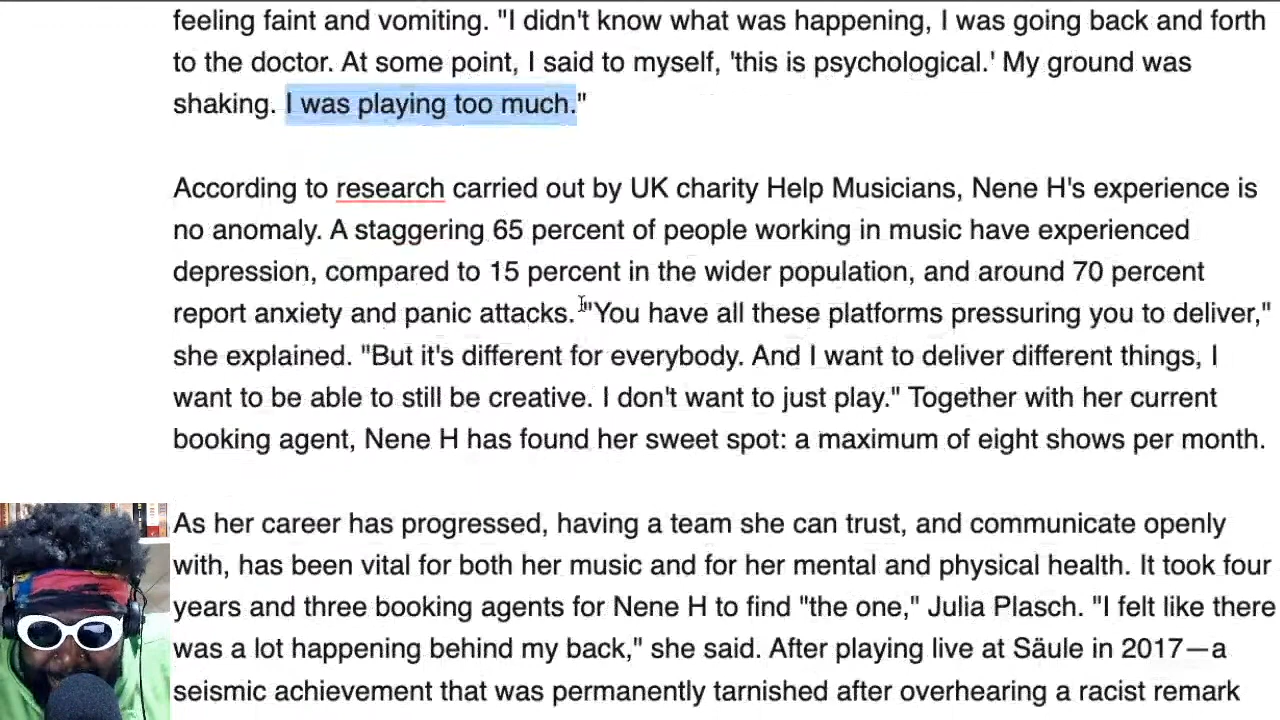 feeling faint and vomiting. "I didn't know what was happening, I was going back and forth
to the doctor. At some point, I said to myself, 'this is psychological.' My ground was
shaking. I was playing too much."
According to research carried out by UK charity Help Musicians, Nene H's experience is
no anomaly. A staggering 65 percent of people working in music have experienced
depression, compared to 15 percent in the wider population, and around 70 percent
report anxiety and panic attacks. "You have all these platforms pressuring you to deliver,"
she explained. "But it's different for everybody. And I want to deliver different things, I
want to be able to still be creative. I don't want to just play." Together with her current
booking agent, Nene H has found her sweet spot: a maximum of eight shows per month.
As her career has progressed, having a team she can trust, and communicate openly
with, has been vital for both her music and for her mental and physical health. It took four
years and three booking agents for Nene H to find "the one," Julia Plasch. "I felt like there
was a lot happening behind my back," she said. After playing live at Säule in 2017—a
seismic achievement that was permanently tarnished after overhearing a racist remark